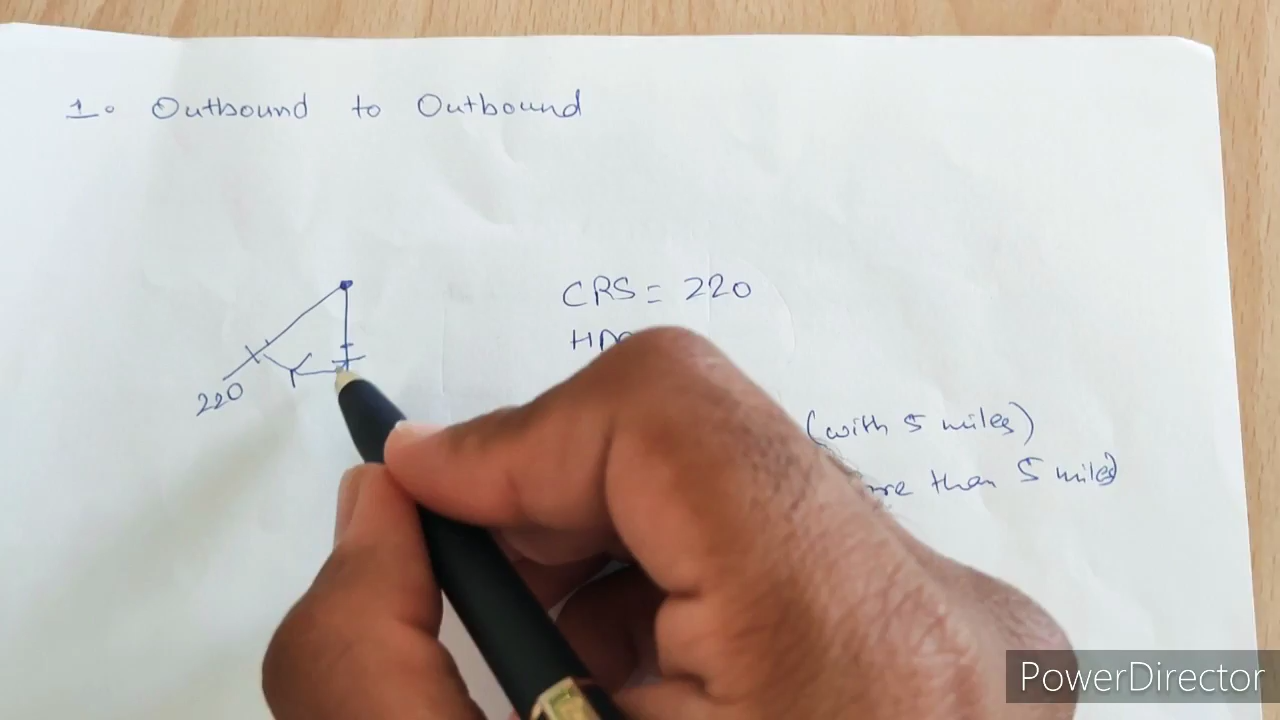 1. Outbound to Outbound
CRS = 220
220
(with 5 miles)
than 5 miles
PowerDirector